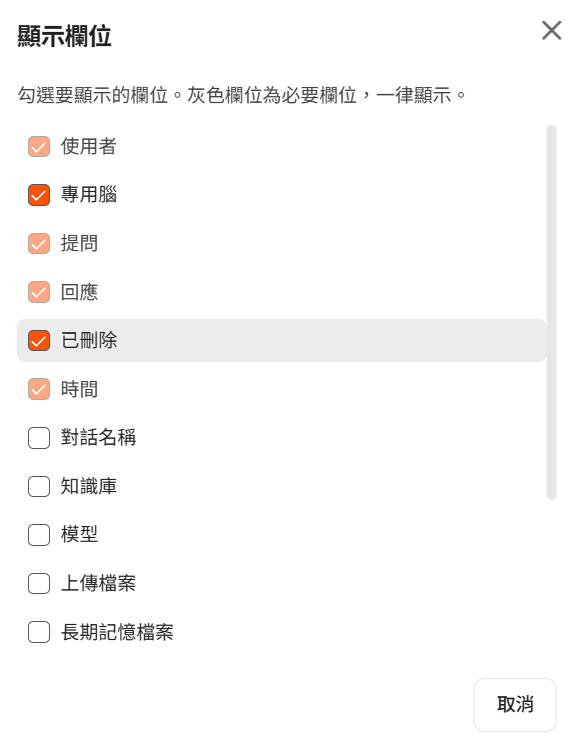 顯示欄位
勾選要顯示的欄位。灰色欄位為必要欄位，一律顯示。
使用者
專用腦
提問
回應
已刪除
時間
對話名稱
知識庫
模型
上傳檔案
長期記憶檔案
取消